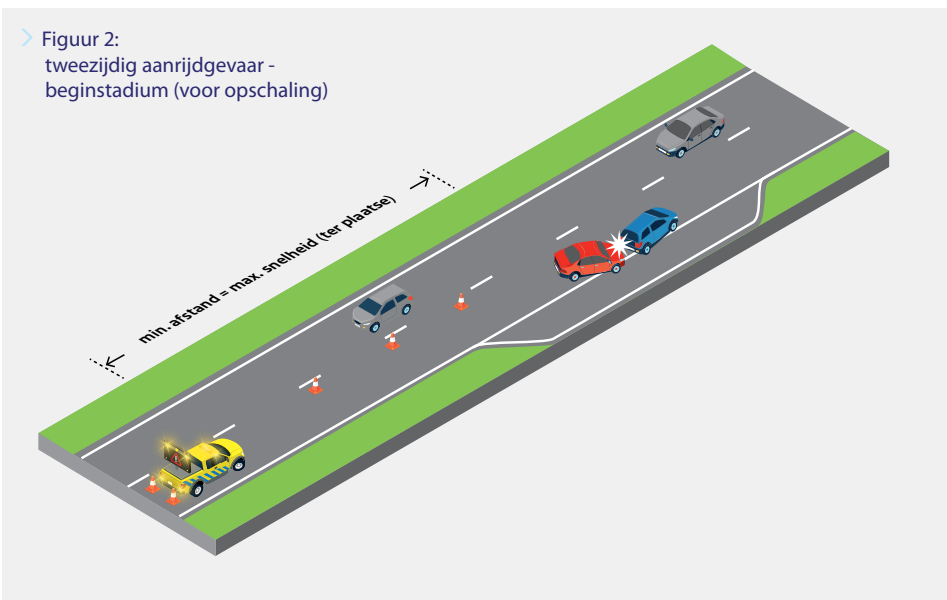 Figuur 2:
tweezijdig aanrijdgevaar -
beginstadium (voor opschaling)
min. afstand = max. snelheid (ter plaatse)